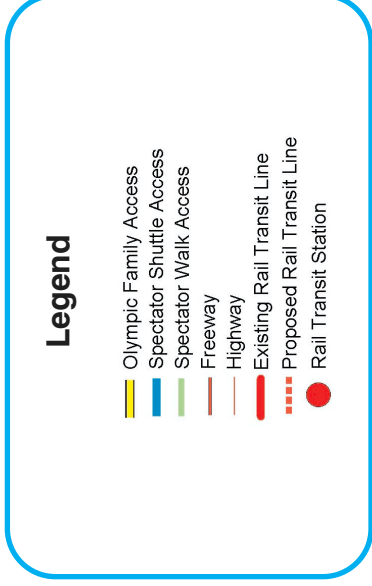 Legend
Olympic Family Access
Spectator Shuttle Access
Spectator Walk Access
Freeway
Highway
Existing Rail Transit Line
Proposed Rail Transit Line
Rail Transit Station